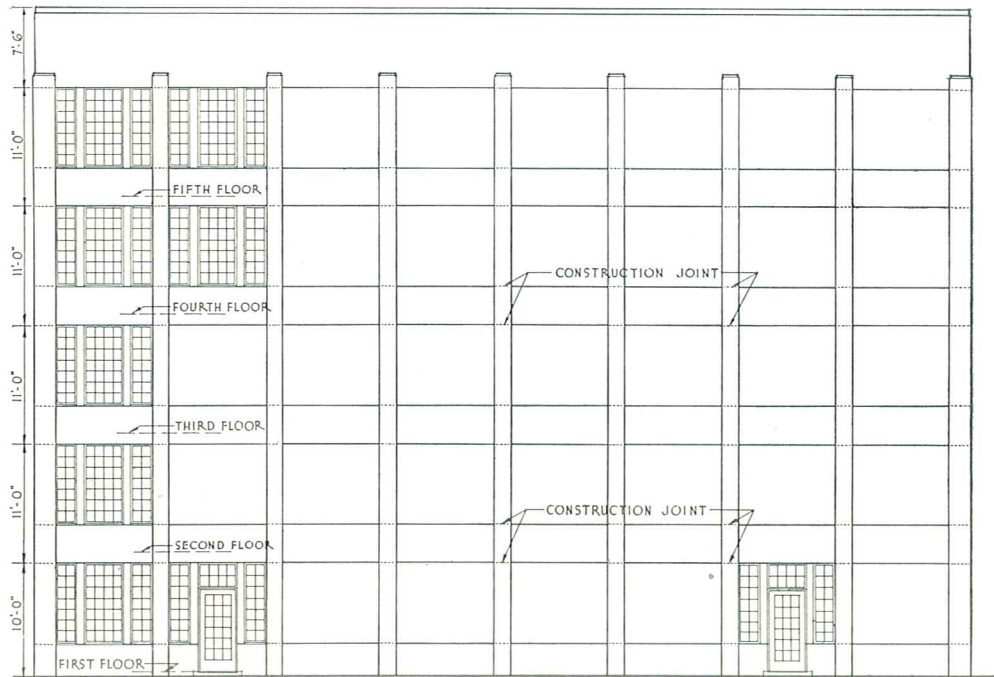 7'-6"
11'-0"
FIFTH FLOOR
11'-0"
CONSTRUCTION JOINT
FOURTH FLOOR
11'-0"
THIRD FLOOR
11'-0"
CONSTRUCTION JOINT
SECOND FLOOR
10'-0"
FIRST FLOOR